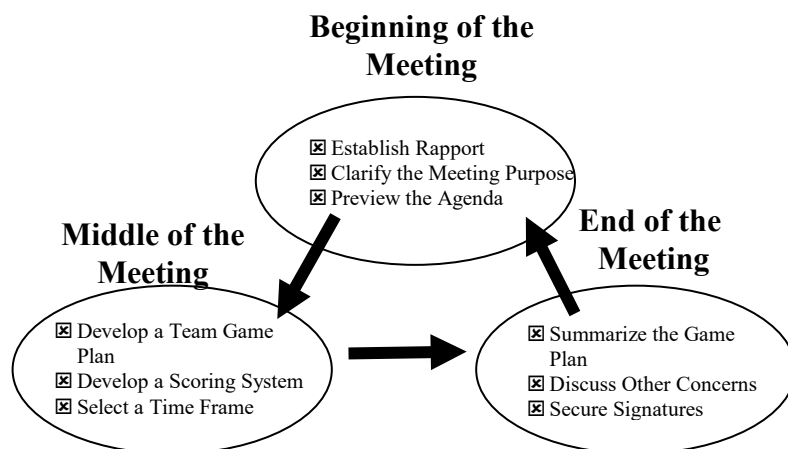 Beginning of the
Meeting
☒ Establish Rapport
☒ Clarify the Meeting Purpose
☒ Preview the Agenda
Middle of the
Meeting
☒ Develop a Team Game
Plan
☒ Develop a Scoring System
☒ Select a Time Frame
End of the
Meeting
☒ Summarize the Game
Plan
☒ Discuss Other Concerns
☒ Secure Signatures